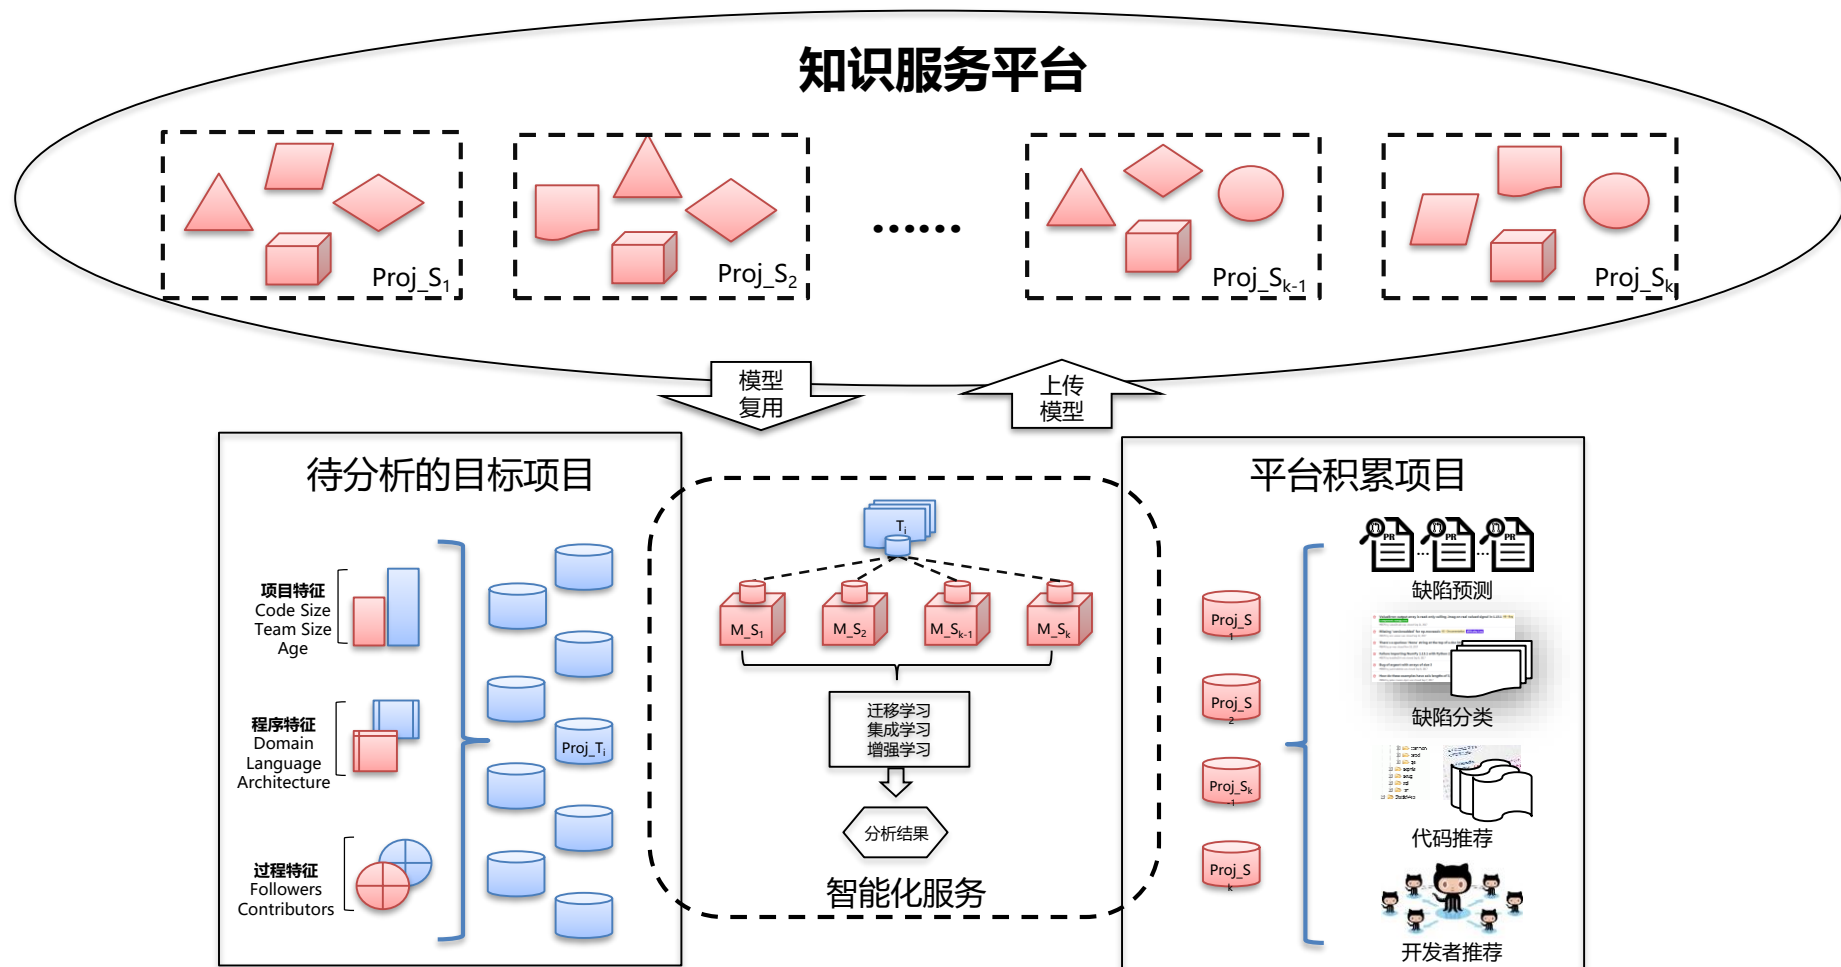 知识服务平台
Proj_S1
Proj_S2
……
Proj_Sk-1
Proj_Sk
模型
复用
上传
模型
待分析的目标项目
项目特征
Code Size
Team Size
Age
程序特征
Domain
Language
Architecture
过程特征
Followers
Contributors
Proj_Ti
Ti
M_S1
M_S2
M_Sk-1
M_Sk
迁移学习
集成学习
增强学习
分析结果
智能化服务
平台积累项目
Proj_S
1
Proj_S
2
Proj_Sk
-1
Proj_S
k
PR
...
PR
...
PR
缺陷预测
缺陷分类
代码推荐
开发者推荐